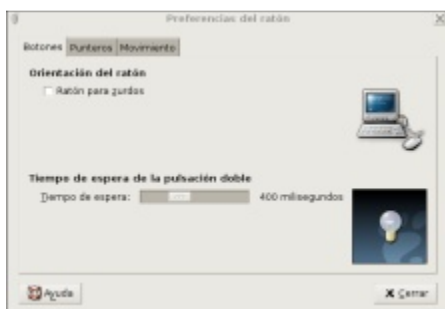 Preferencias del ratón
Botones Punteros Movimiento
Orientación del ratón
Ratón para zurdos
Tiempo de espera de la pulsación doble
Tiempo de espera: 400 milisegundos
Ayuda Cerrar